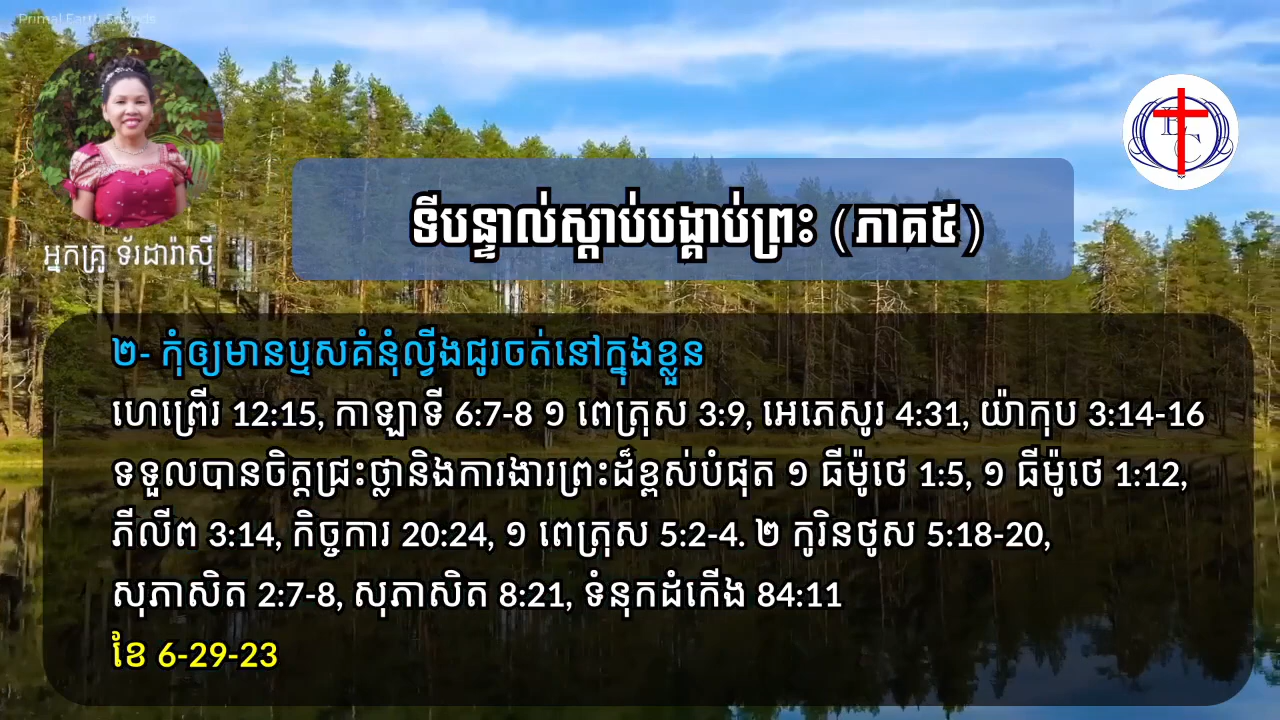 Primal Earth Sounds
អ្នកគ្រូ ទ័រដារ៉ាស៊ី
ទីបន្ទាល់ស្តាប់បង្គាប់ព្រះ (ភាគ៥)
២- កុំឲ្យមានឬសគំនុំល្វីងជូរចត់នៅក្នុងខ្លួន
ហេព្រើរ 12:15, កាឡាទី 6:7-8 ១ ពេត្រុស 3:9, អេភេសូរ 4:31, យ៉ាកុប 3:14-16
ទទួលបានចិត្តជ្រះថ្លានិងការងារព្រះដ៏ខ្ពស់បំផុត ១ ធីម៉ូថេ 1:5, ១ ធីម៉ូថេ 1:12,
ភីលីព 3:14, កិច្ចការ 20:24, ១ ពេត្រុស 5:2-4. ២ កូរិនថូស 5:18-20,
សុភាសិត 2:7-8, សុភាសិត 8:21, ទំនុកដំកើង 84:11
ខែ 6-29-23